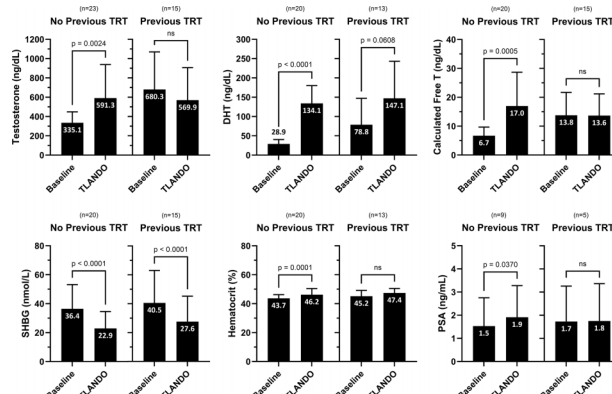 (n=23) (n=15)
No Previous TRT Previous TRT
Testosterone (ng/dL)
1200
1000
800
600
400
200
0
p = 0.0024
ns
335.1
591.3
680.3
569.9
Baseline
TLANDO
Baseline
TLANDO
(n=20) (n=13)
No Previous TRT Previous TRT
DHT (ng/dL)
300
200
100
0
p < 0.0001
p = 0.0608
28.9
134.1
78.8
147.1
Baseline
TLANDO
Baseline
TLANDO
(n=20) (n=15)
No Previous TRT Previous TRT
Calculated Free T (ng/dL)
40
30
20
10
0
p = 0.0005
ns
6.7
17.0
13.8
13.6
Baseline
TLANDO
Baseline
TLANDO
(n=20) (n=15)
No Previous TRT Previous TRT
SHBG (nmol/L)
80
60
40
20
0
p < 0.0001
p < 0.0001
36.4
22.9
40.5
27.6
Baseline
TLANDO
Baseline
TLANDO
(n=20) (n=13)
No Previous TRT Previous TRT
Hematocrit (%)
80
60
40
20
0
p = 0.0001
ns
43.7
46.2
45.2
47.4
Baseline
TLANDO
Baseline
TLANDO
(n=9) (n=5)
No Previous TRT Previous TRT
PSA (ng/mL)
5
4
3
2
1
0
p = 0.0370
ns
1.5
1.9
1.7
1.8
Baseline
TLANDO
Baseline
TLANDO